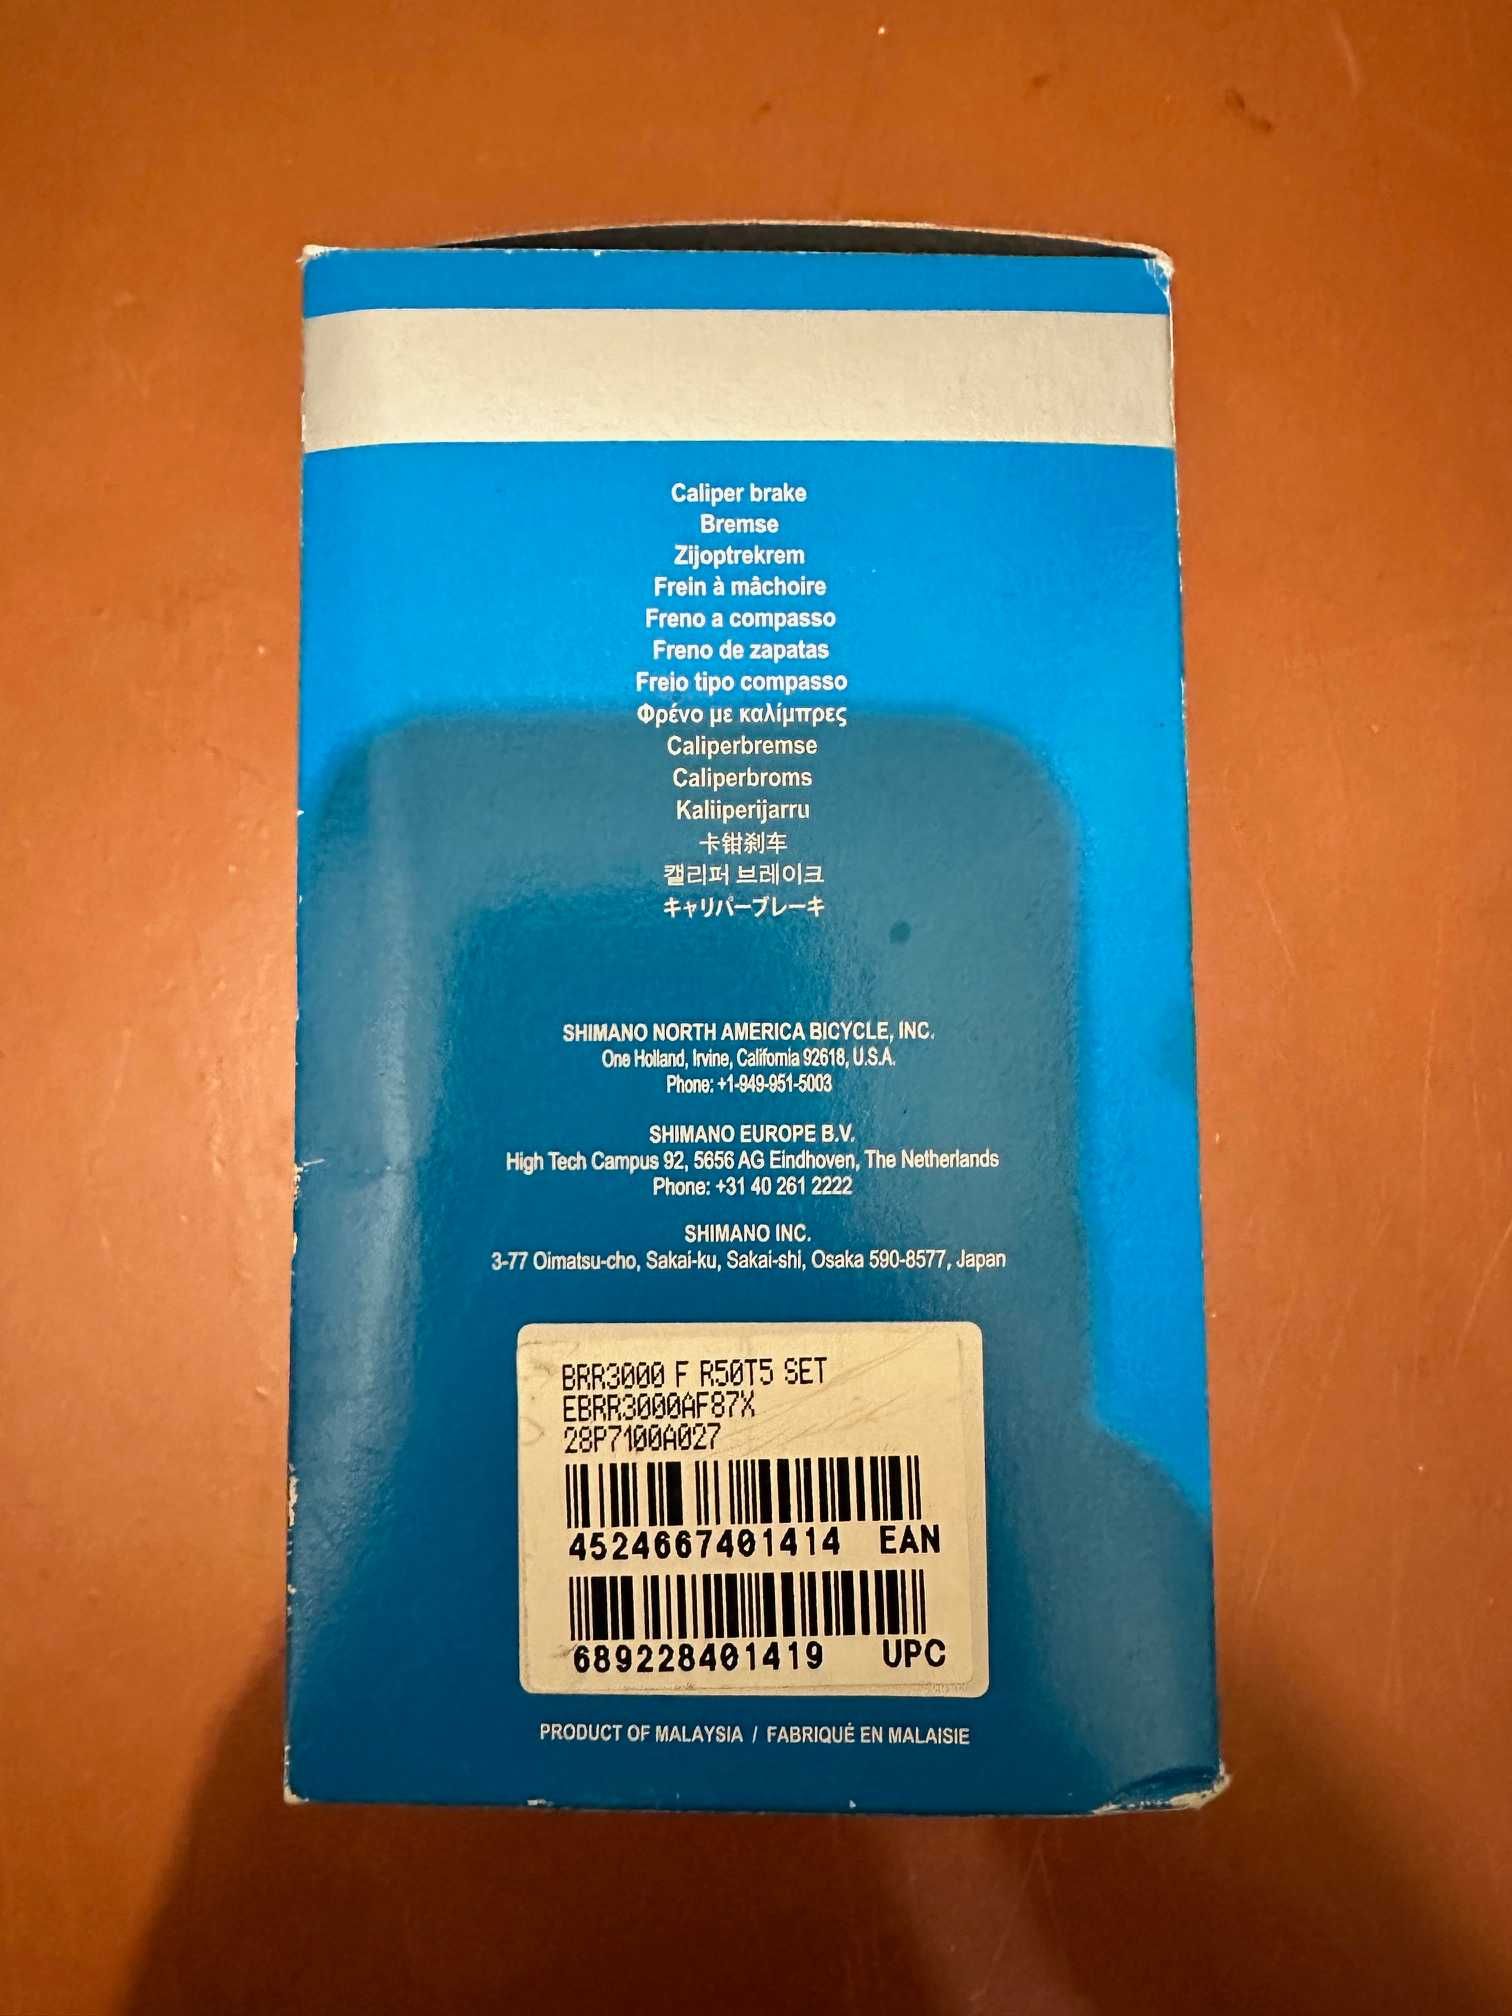 Caliper brake
Bremse
Zijoptrekrem
Frein à mâchoire
Freno a compasso
Freno de zapatas
Freio tipo compasso
Φρένο με καλίμπρες
Caliperbremse
Caliperbroms
Kaliiperijarru
卡钳刹车
캘리퍼 브레이크
キャリパーブレーキ
SHIMANO NORTH AMERICA BICYCLE, INC.
One Holland, Irvine, California 92618, U.S.A.
Phone: +1-949-951-5003
SHIMANO EUROPE B.V.
High Tech Campus 92, 5656 AG Eindhoven, The Netherlands
Phone: +31 40 261 2222
SHIMANO INC.
3-77 Oimatsu-cho, Sakai-ku, Sakai-shi, Osaka 590-8577, Japan
BRR3000 F R50T5 SET
EBRR3000AF87X
28P7100A027
4524667401414 EAN
689228401419 UPC
PRODUCT OF MALAYSIA / FABRIQUÉ EN MALAISIE